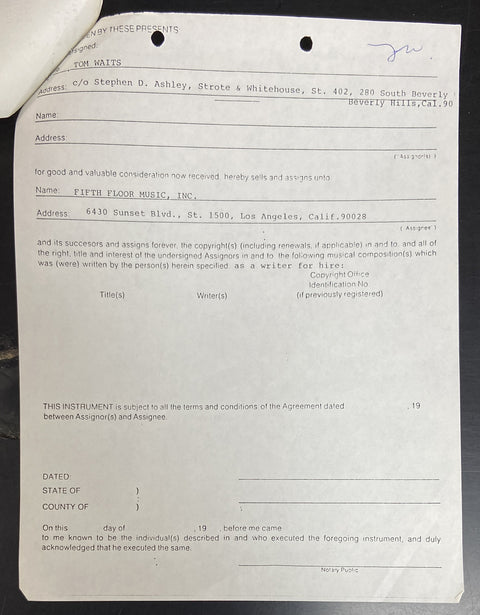 EN BY THESE PRESENTS
signed:
TOM WAITS
Address: c/o Stephen D. Ashley, Strote & Whitehouse, St. 402, 280 South Beverly
Beverly Hills,Cal.90
Name:
Address:
( Assignor(s) )
for good and valuable consideration now received, hereby sells and assigns unto
Name: FIFTH FLOOR MUSIC, INC.
Address: 6430 Sunset Blvd., St. 1500, Los Angeles, Calif.90028
( Assignee )
and its succesors and assigns forever, the copyright(s) (including renewals, if applicable) in and to, and all of
the right, title and interest of the undersigned Assignors in and to the following musical composition(s) which
was (were) written by the person(s) herein specified as a writer for hire:
Copyright Office
Identification No.
Title(s) Writer(s) (if previously registered)
THIS INSTRUMENT is subject to all the terms and conditions of the Agreement dated , 19
between Assignor(s) and Assignee.
DATED:
STATE OF )
:
COUNTY OF )
On this day of , 19 , before me came
to me known to be the individual(s) described in and who executed the foregoing instrument, and duly
acknowledged that he executed the same.
Notary Public